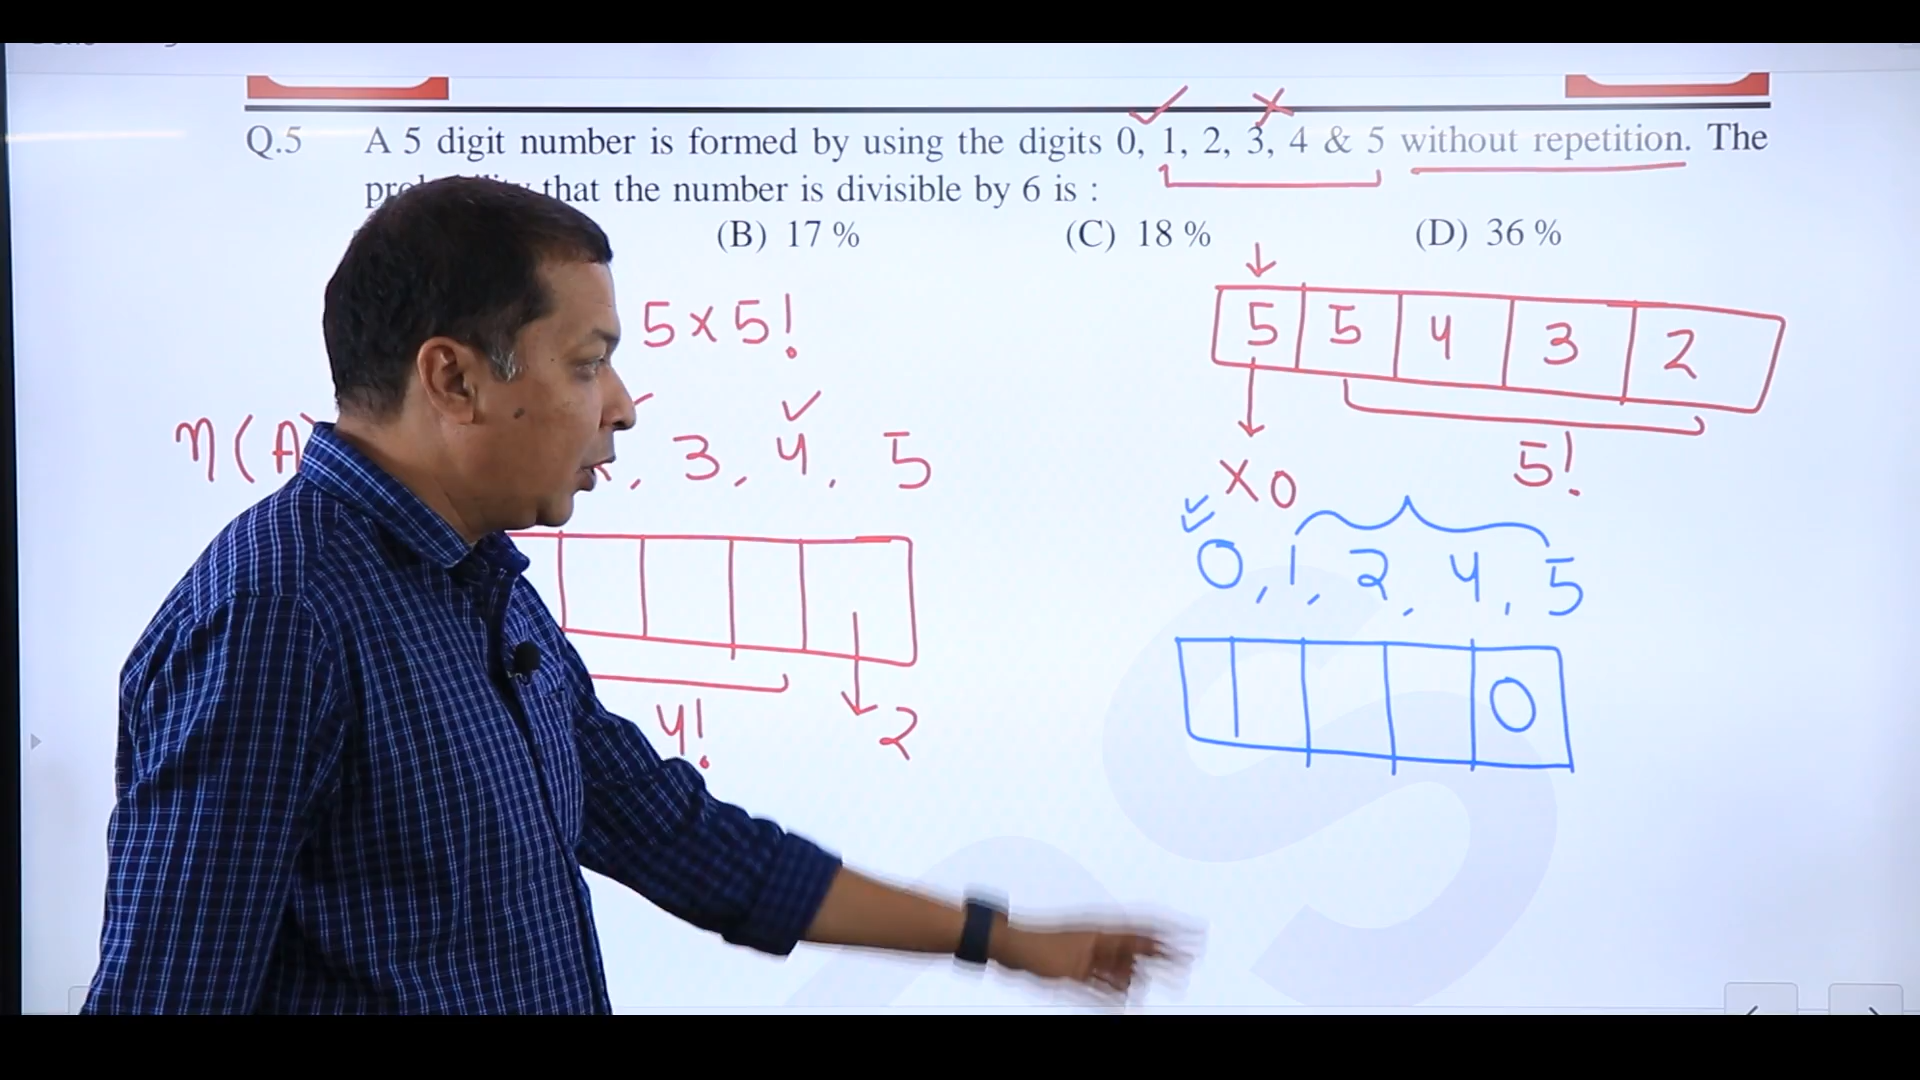 Q.5 A 5 digit number is formed by using the digits 0, 1, 2, 3, 4 & 5 without repetition. The
that the number is divisible by 6 is :
(B) 17 % (C) 18 % (D) 36 %
5×5!
5 5 4 3 2
η(A) , 3, 4, 5
×0 5!
0, 1, 2, 4, 5
0
4! 2